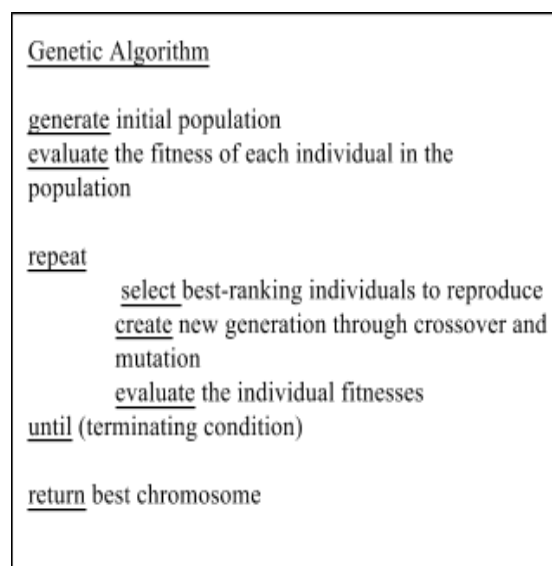 Genetic Algorithm
generate initial population
evaluate the fitness of each individual in the
population
repeat
select best-ranking individuals to reproduce
create new generation through crossover and
mutation
evaluate the individual fitnesses
until (terminating condition)
return best chromosome